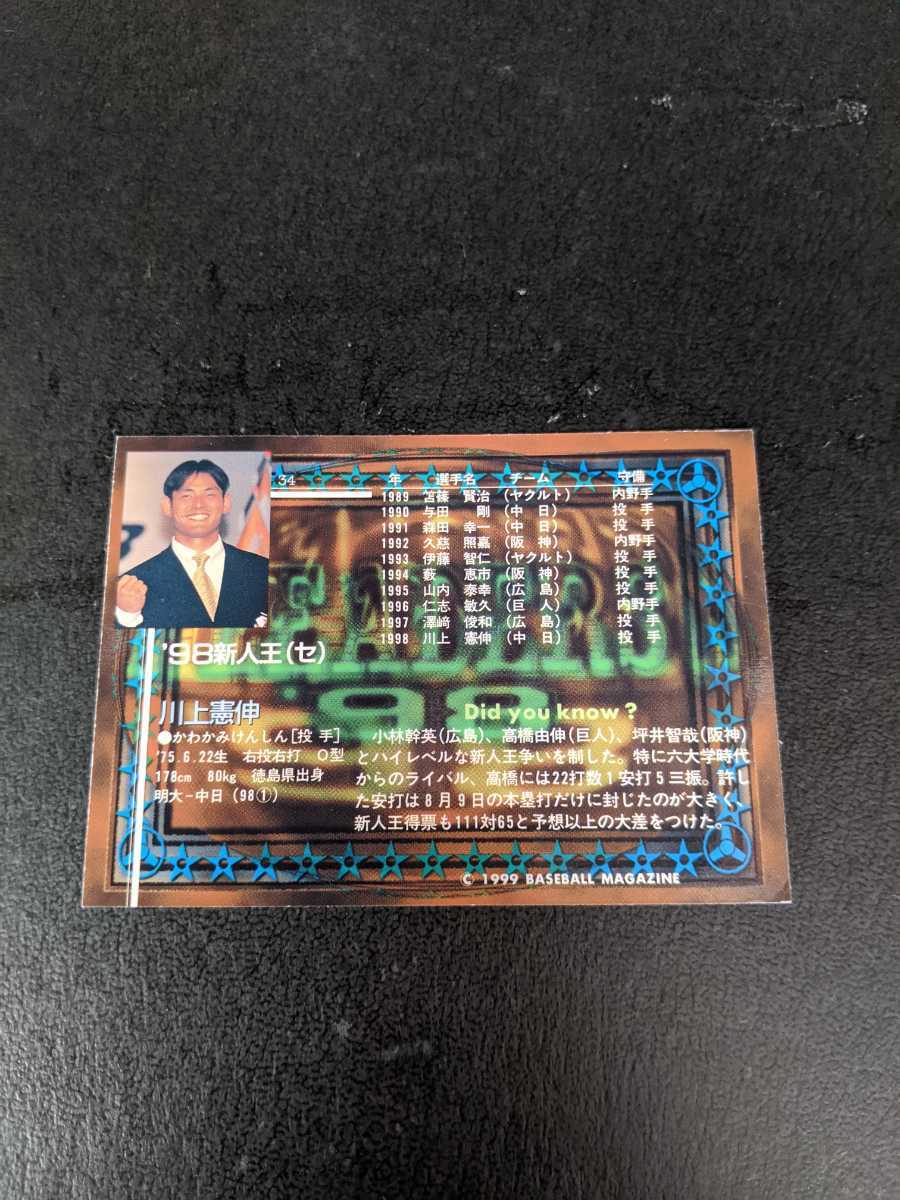 34
年 選手名 チーム 守備
1989 笘篠 賢治 (ヤクルト) 内野手
1990 与田 剛 (中日) 投手
1991 森田 幸一 (中日) 投手
1992 久慈 照嘉 (阪神) 内野手
1993 伊藤 智仁 (ヤクルト) 投手
1994 藪 恵市 (阪神) 投手
1995 山内 泰幸 (広島) 投手
1996 仁志 敏久 (巨人) 内野手
1997 澤﨑 俊和 (広島) 投手
1998 川上 憲伸 (中日) 投手
LEADERS
'98
'98新人王(セ)
川上憲伸
●かわかみけんしん[投手]
'75.6.22生 右投右打 O型
178cm 80kg 徳島県出身
明大-中日(98①)
Did you know?
小林幹英(広島)、高橋由伸(巨人)、坪井智哉(阪神)
とハイレベルな新人王争いを制した。特に六大学時代
からのライバル、高橋には22打数1安打5三振。許し
た安打は8月9日の本塁打だけに封じたのが大きく、
新人王得票も111対65と予想以上の大差をつけた。
© 1999 BASEBALL MAGAZINE